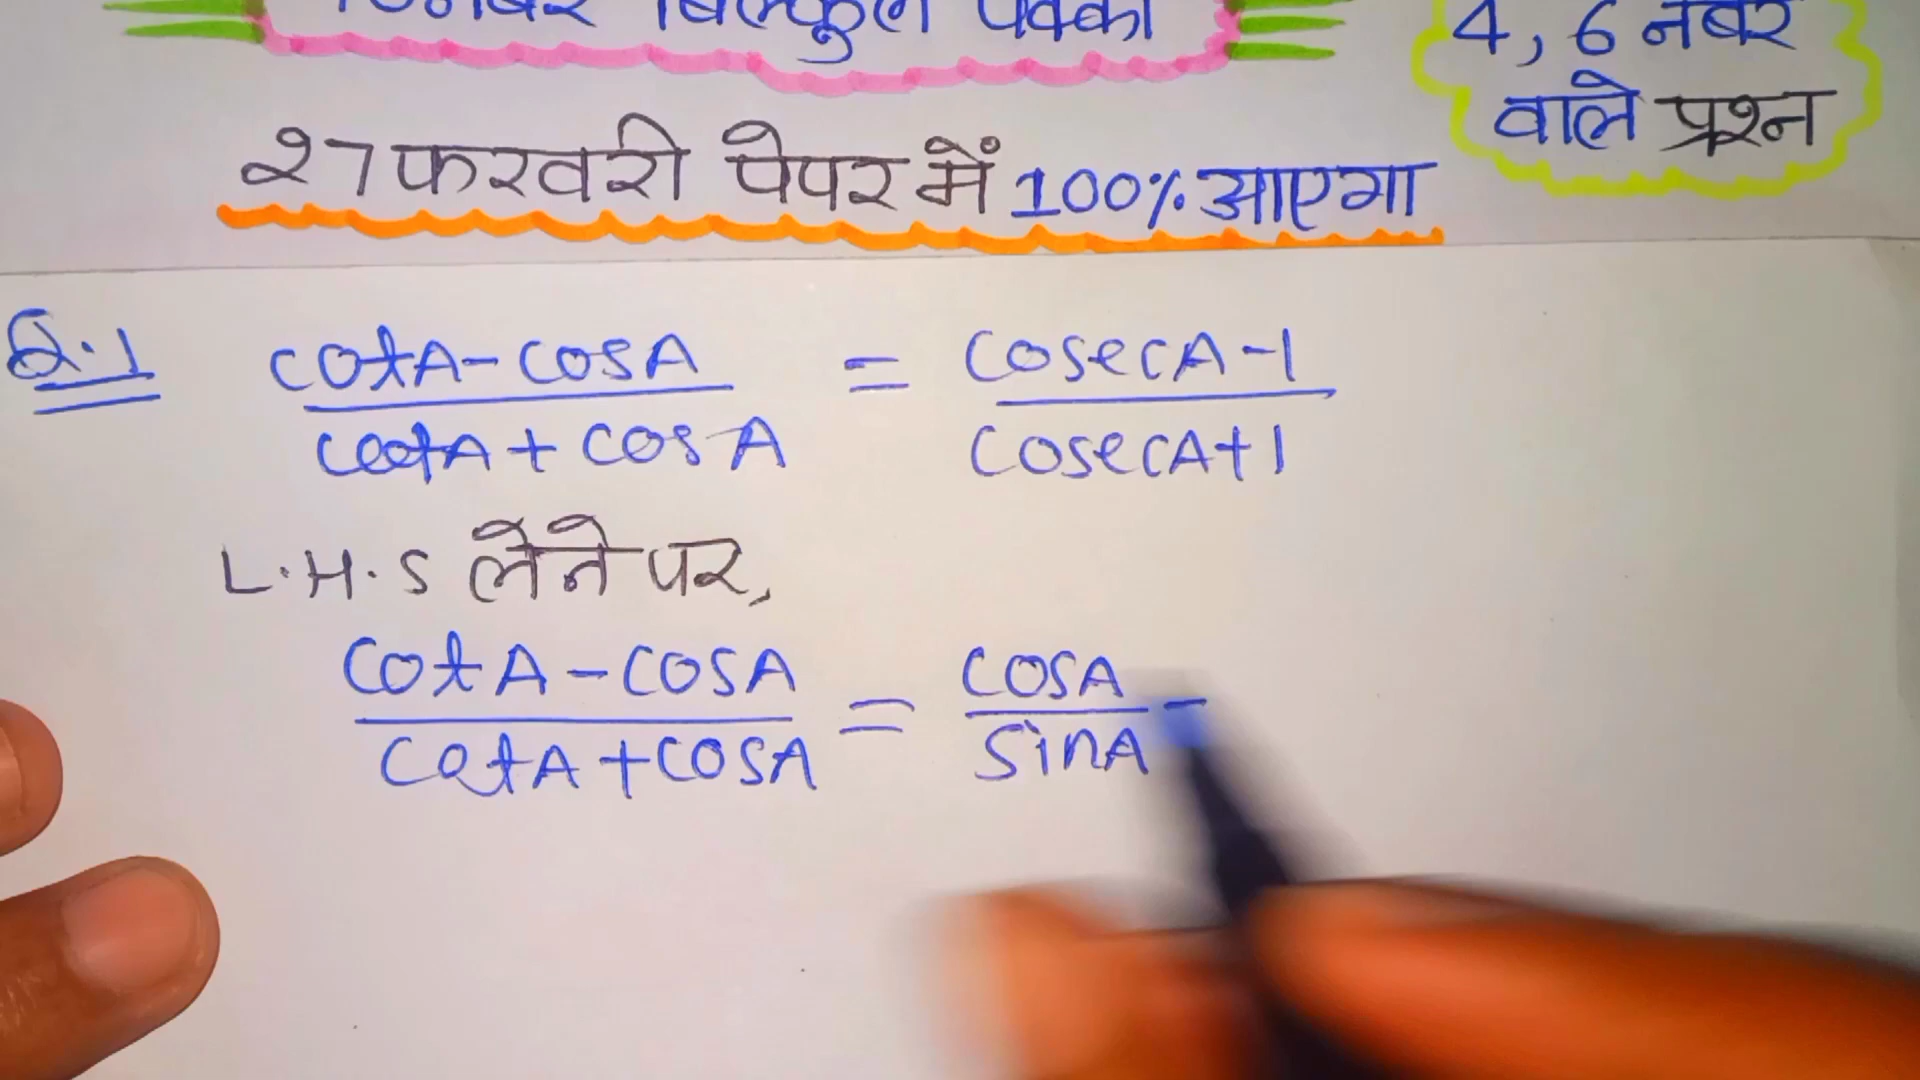 बिल्कुल पक्का
4, 6 नंबर
वाले प्रश्न
27 फरवरी पेपर में 100% आएगा
Q.1 cotA-cosA / cotA+cosA = cosecA-1 / cosecA+1
L.H.S लेने पर,
cotA-cosA / cotA+cosA = cosA / sinA -